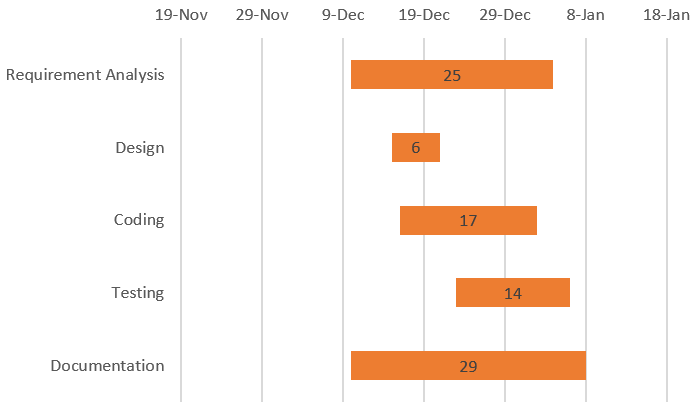 19-Nov 29-Nov 9-Dec 19-Dec 29-Dec 8-Jan 18-Jan
Requirement Analysis 25
Design 6
Coding 17
Testing 14
Documentation 29